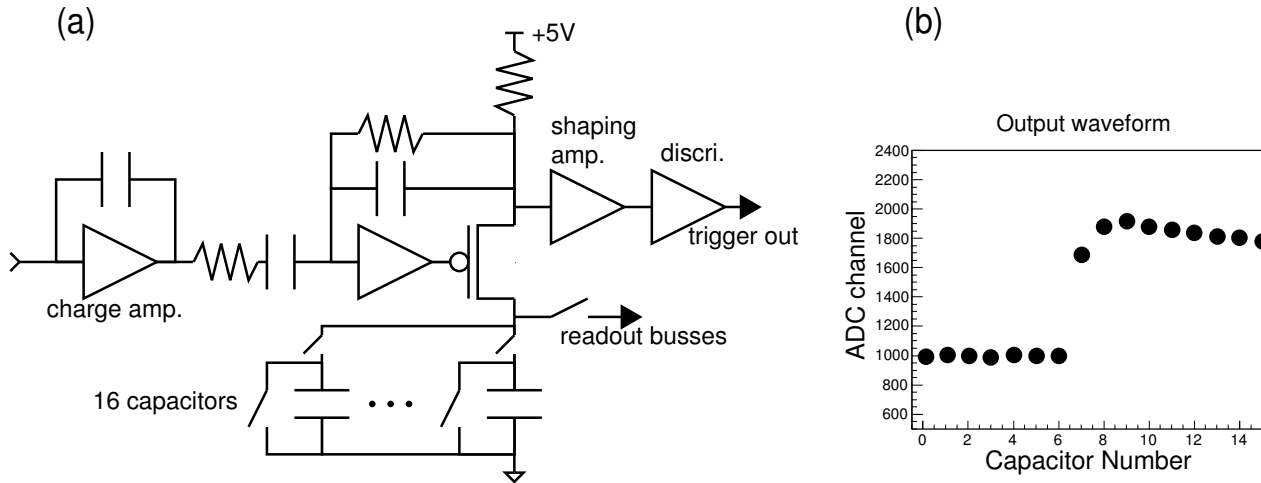 (a)
+5V
shaping
amp.
discri.
trigger out
charge amp.
readout busses
16 capacitors
(b)
Output waveform
ADC channel
2400
2200
2000
1800
1600
1400
1200
1000
800
600
0 2 4 6 8 10 12 14
Capacitor Number